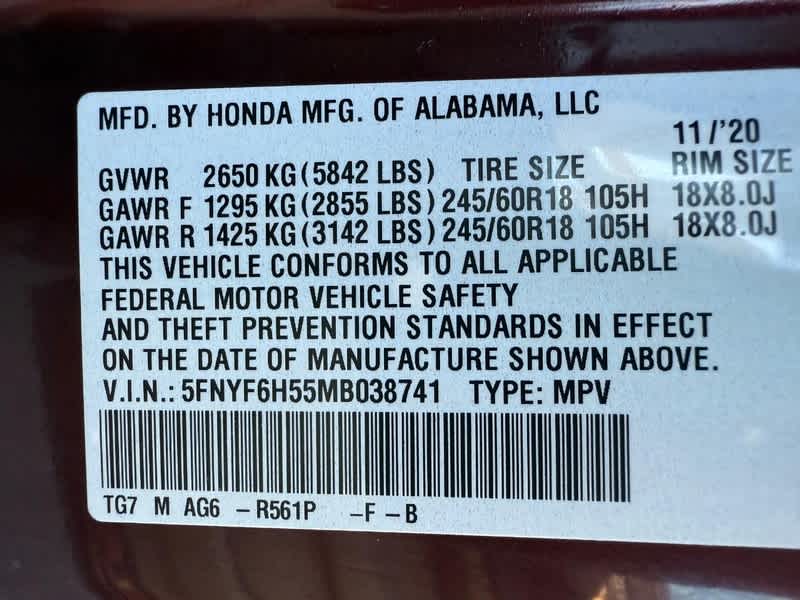 MFD. BY HONDA MFG. OF ALABAMA, LLC
11/'20
GVWR 2650 KG (5842 LBS) TIRE SIZE RIM SIZE
GAWR F 1295 KG (2855 LBS) 245/60R18 105H 18X8.0J
GAWR R 1425 KG (3142 LBS) 245/60R18 105H 18X8.0J
THIS VEHICLE CONFORMS TO ALL APPLICABLE
FEDERAL MOTOR VEHICLE SAFETY
AND THEFT PREVENTION STANDARDS IN EFFECT
ON THE DATE OF MANUFACTURE SHOWN ABOVE.
V.I.N.: 5FNYF6H55MB038741 TYPE: MPV
TG7 M AG6 -R561P -F-B